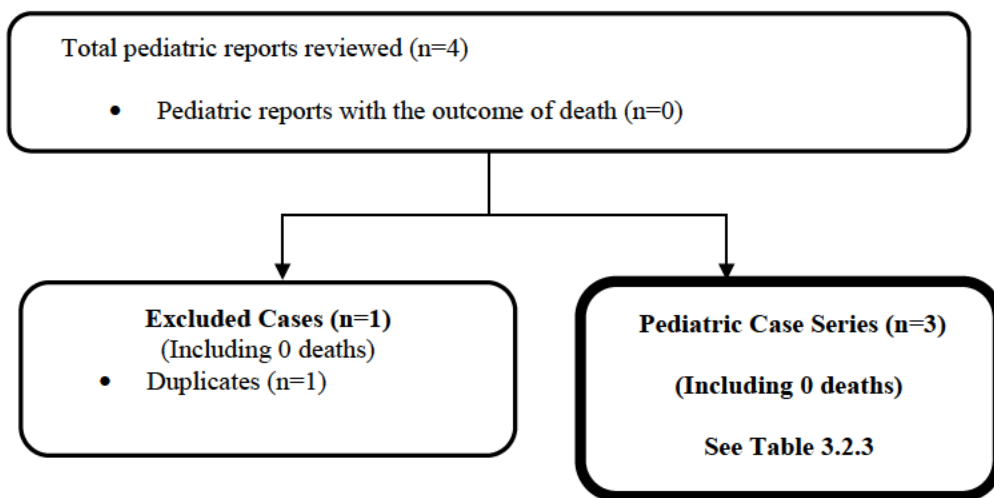 Total pediatric reports reviewed (n=4)
• Pediatric reports with the outcome of death (n=0)
Excluded Cases (n=1)
(Including 0 deaths)
• Duplicates (n=1)
Pediatric Case Series (n=3)
(Including 0 deaths)
See Table 3.2.3